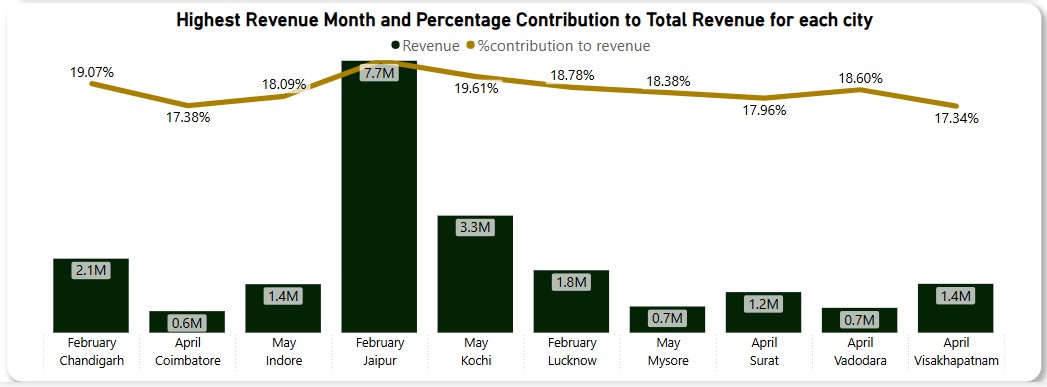 Highest Revenue Month and Percentage Contribution to Total Revenue for each city
Revenue %contribution to revenue
19.07%
17.38%
18.09%
7.7M
19.61%
18.78%
18.38%
17.96%
18.60%
17.34%
2.1M
0.6M
1.4M
3.3M
1.8M
0.7M
1.2M
0.7M
1.4M
February April May February May February May April April April
Chandigarh Coimbatore Indore Jaipur Kochi Lucknow Mysore Surat Vadodara Visakhapatnam